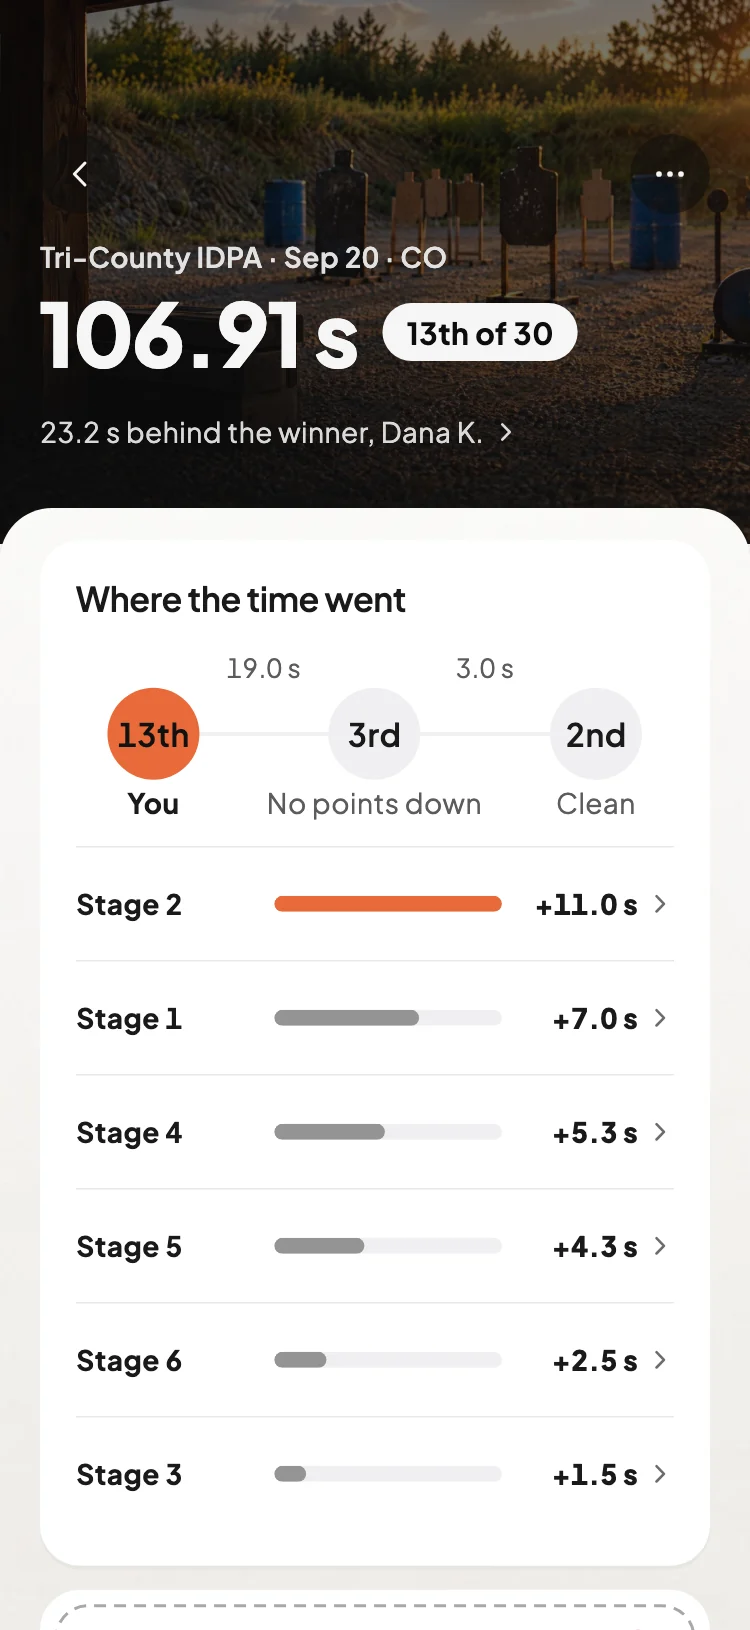 Tri-County IDPA · Sep 20 · CO
106.91 s 13th of 30
23.2 s behind the winner, Dana K.
Where the time went
19.0 s 3.0 s
13th 3rd 2nd
You No points down Clean
Stage 2 +11.0 s
Stage 1 +7.0 s
Stage 4 +5.3 s
Stage 5 +4.3 s
Stage 6 +2.5 s
Stage 3 +1.5 s